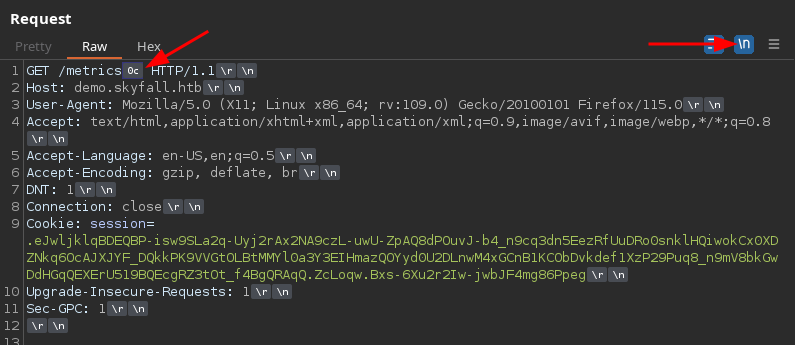 Request
Pretty Raw Hex \n
1 GET /metrics 0c HTTP/1.1 \r \n
2 Host: demo.skyfall.htb \r \n
3 User-Agent: Mozilla/5.0 (X11; Linux x86_64; rv:109.0) Gecko/20100101 Firefox/115.0 \r \n
4 Accept: text/html,application/xhtml+xml,application/xml;q=0.9,image/avif,image/webp,*/*;q=0.8
\r \n
5 Accept-Language: en-US,en;q=0.5 \r \n
6 Accept-Encoding: gzip, deflate, br \r \n
7 DNT: 1 \r \n
8 Connection: close \r \n
9 Cookie: session=
.eJwljklqBDEQBP-isw9SLa2q-Uyj2rAx2NA9czL-uwU-ZpAQ8dPOuvJ-b4_n9cq3dn5EezRfUuDRo0snklHQiwokCxOXD
ZNkq6OcAJXJYF_DQkkPK9VVGtOLBtMMYlOa3Y3EIHmazQOYydOU2DLnwM4xGCnB1KCObDvkdef1XzP29Puq8_n9mV8bkGw
DdHGqQEXErU519BQEcgRZ3tOt_f4BgQRAqQ.ZcLoqw.Bxs-6Xu2r2Iw-jwbJF4mg86Ppeg \r \n
10 Upgrade-Insecure-Requests: 1 \r \n
11 Sec-GPC: 1 \r \n
12 \r \n
13